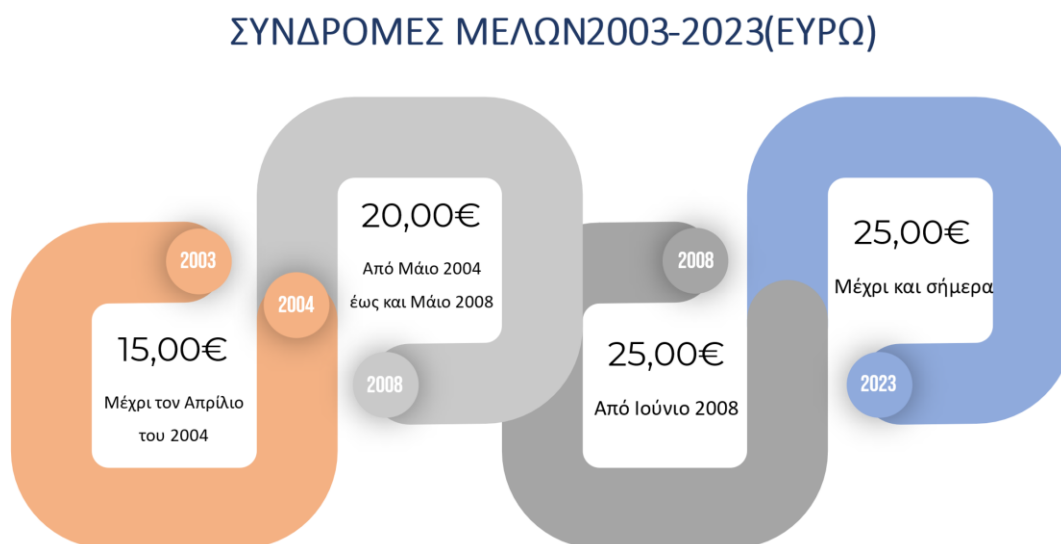 ΣΥΝΔΡΟΜΕΣ ΜΕΛΩΝ2003-2023(ΕΥΡΩ)
2003
2004
15,00€
Μέχρι τον Απρίλιο
του 2004
20,00€
Από Μάιο 2004
έως και Μάιο 2008
2008
2008
25,00€
Από Ιούνιο 2008
25,00€
Μέχρι και σήμερα
2023